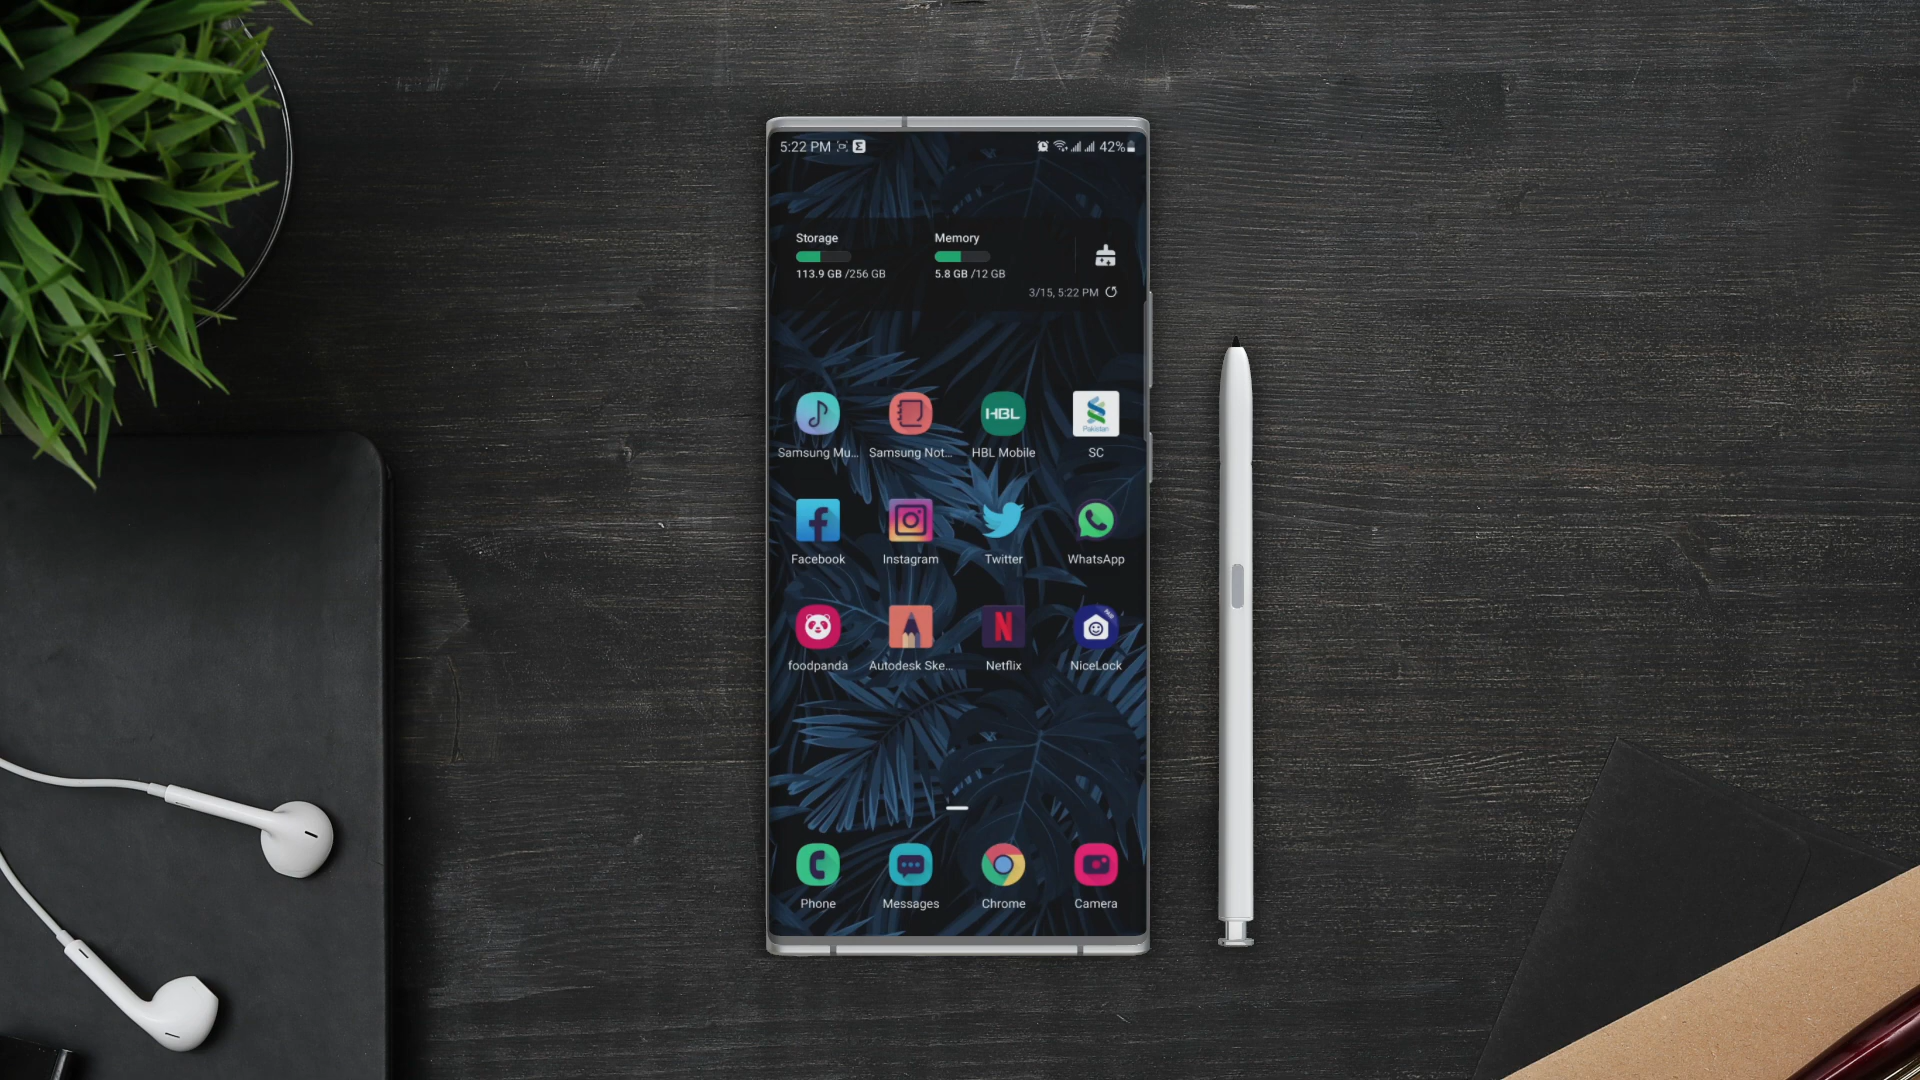 5:22 PM
42%
Storage Memory
113.9 GB /256 GB 5.8 GB /12 GB
3/15, 5:22 PM
HBL
Pakistan
Samsung Mu... Samsung Not... HBL Mobile SC
Facebook Instagram Twitter WhatsApp
foodpanda Autodesk Ske... Netflix NiceLock
Phone Messages Chrome Camera